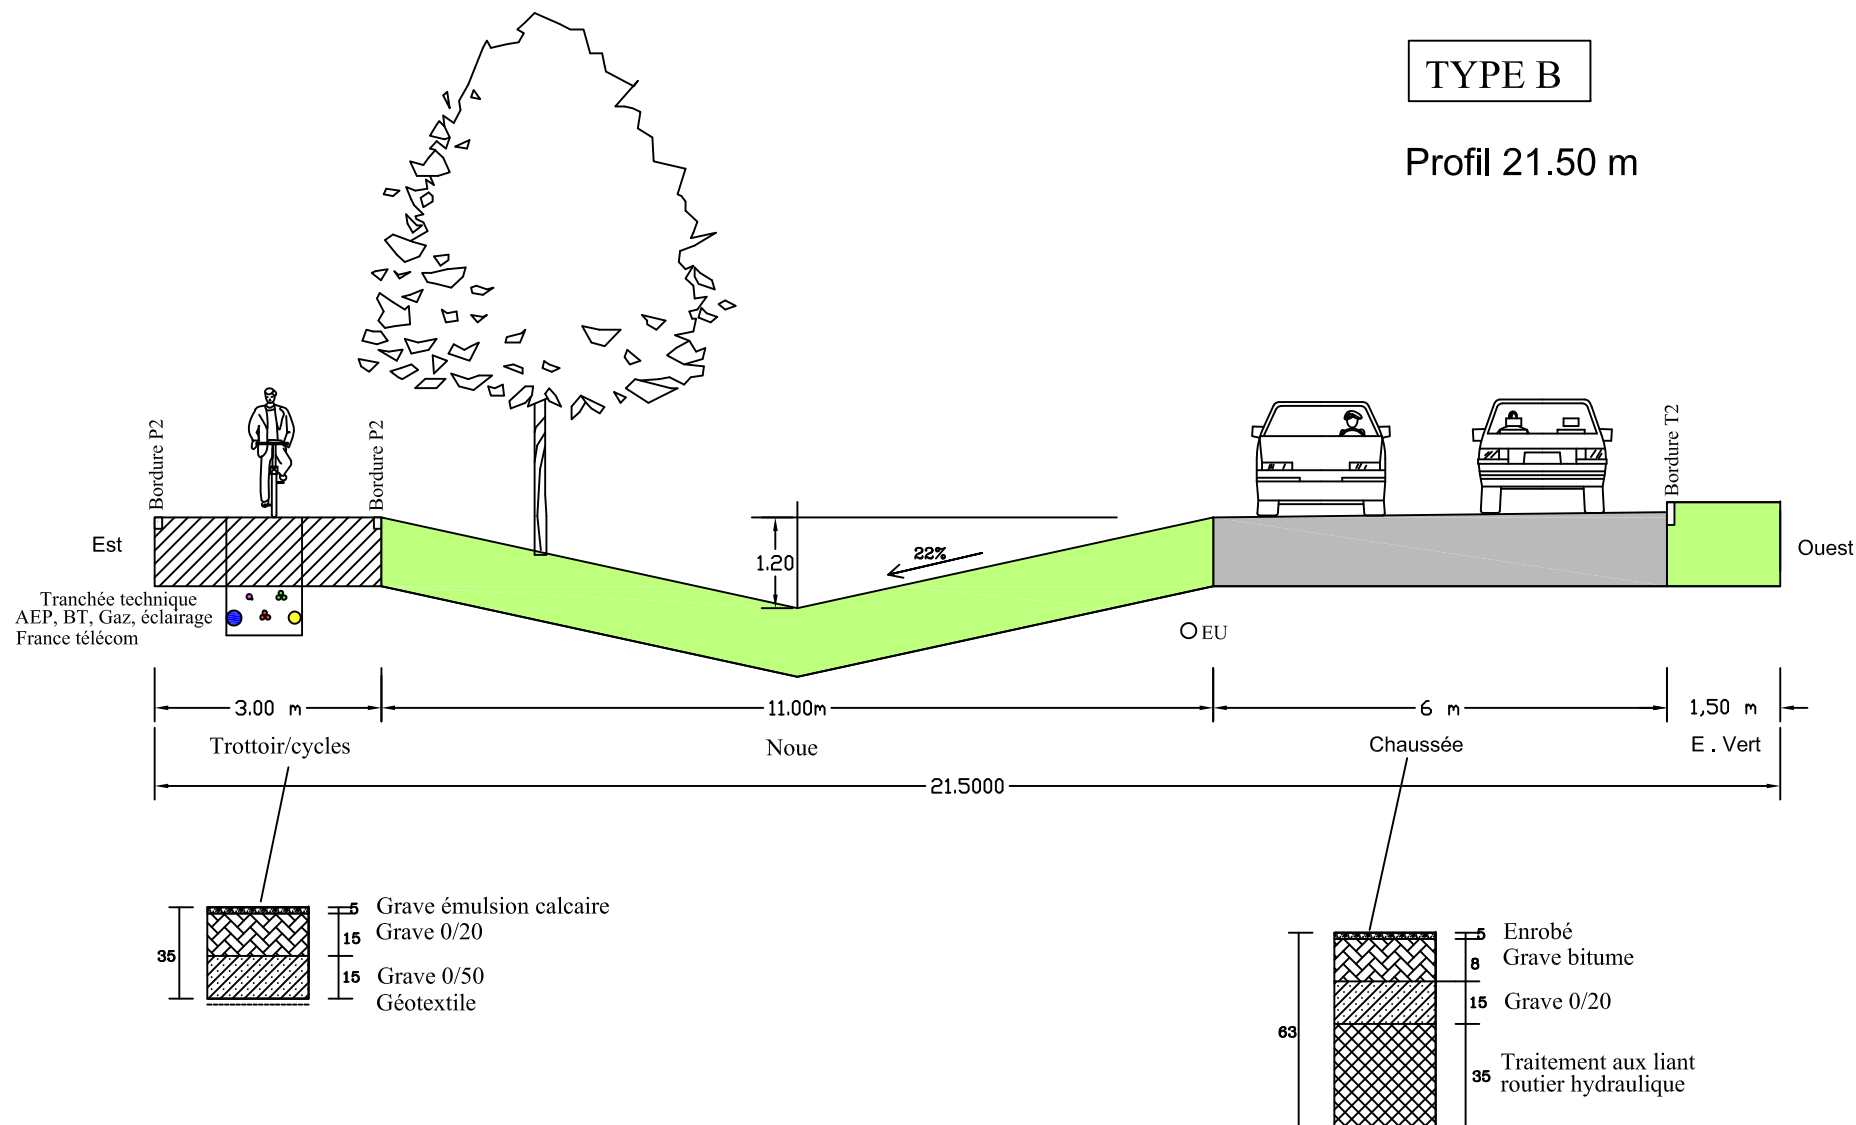 TYPE B
Profil 21.50 m
Bordure P2
Bordure P2
Bordure T2
Est
1.20
22%
Ouest
Tranchée technique
AEP, BT, Gaz, éclairage
France télécom
EU
3.00 m
11.00m
6 m
1,50 m
Trottoir/cycles
Noue
Chaussée
E . Vert
21.5000
35
5 Grave émulsion calcaire
15 Grave 0/20
15 Grave 0/50
Géotextile
63
5 Enrobé
8 Grave bitume
15 Grave 0/20
35 Traitement aux liant
routier hydraulique